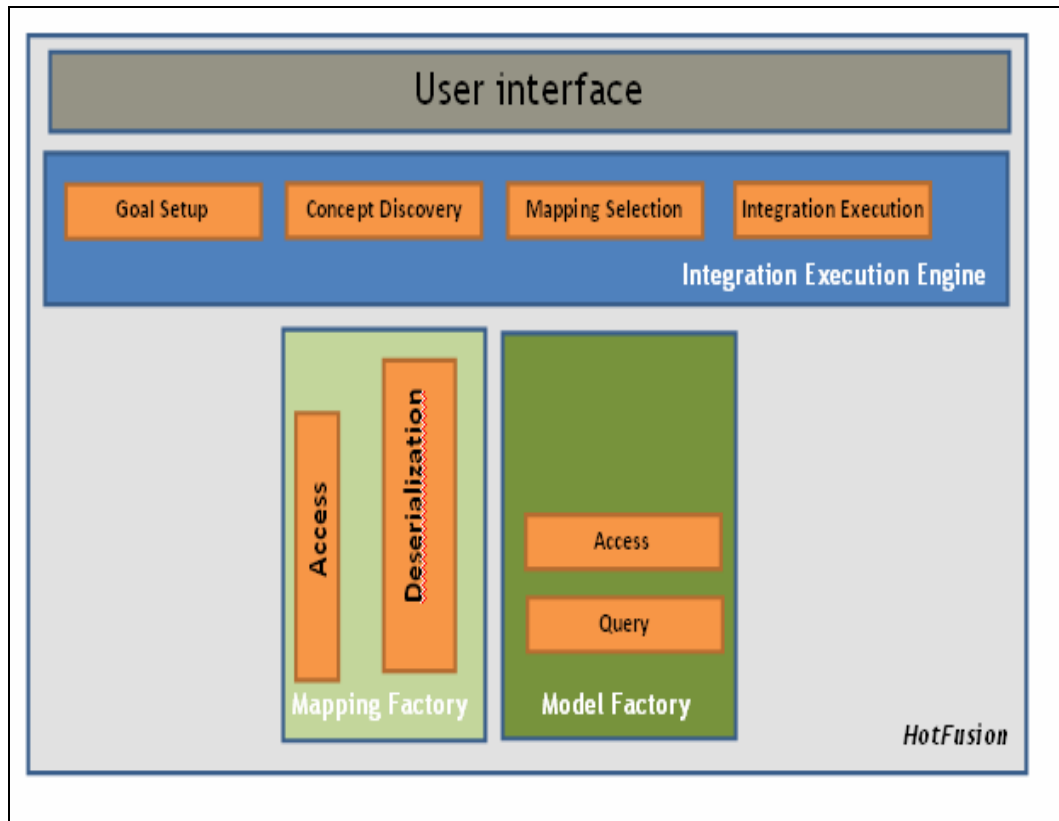 User interface
Goal Setup
Concept Discovery
Mapping Selection
Integration Execution
Integration Execution Engine
Access
Deserialization
Mapping Factory
Access
Query
Model Factory
HotFusion